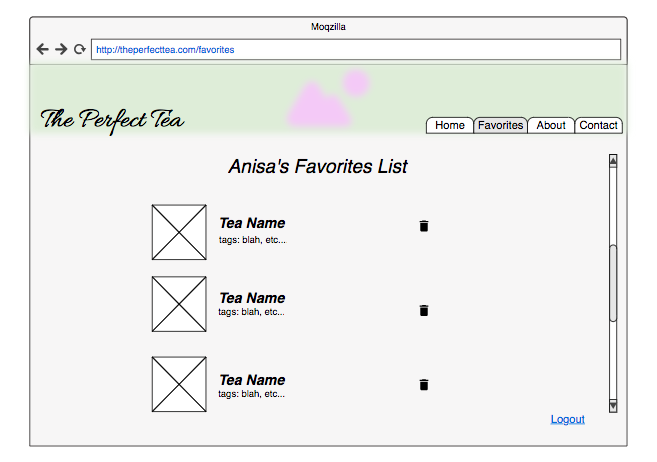 Moqzilla
http://theperfecttea.com/favorites
The Perfect Tea
Home Favorites About Contact
Anisa's Favorites List
Tea Name
tags: blah, etc...
Tea Name
tags: blah, etc...
Tea Name
tags: blah, etc...
Logout